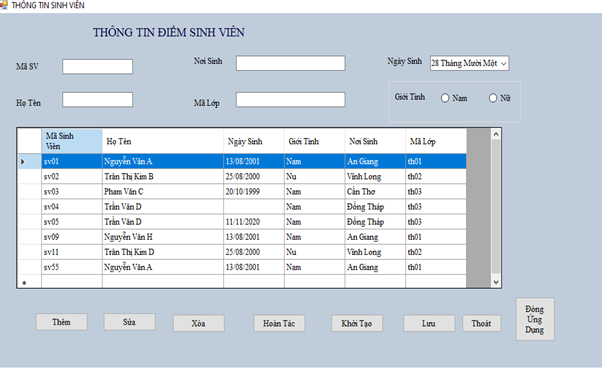 THÔNG TIN SINH VIÊN
THÔNG TIN ĐIỂM SINH VIÊN
Mã SV
Nơi Sinh
Ngày Sinh
28 Tháng Mười Một
Họ Tên
Mã Lớp
Giới Tính
Nam
Nữ
Mã Sinh Viên Họ Tên Ngày Sinh Giới Tính Nơi Sinh Mã Lớp
sv01 Nguyễn Văn A 13/08/2001 Nam An Giang th01
sv02 Trần Thị Kim B 25/08/2000 Nu Vĩnh Long th02
sv03 Pham Văn C 20/10/1999 Nam Cần Thơ th03
sv04 Trần Văn D Nam Đồng Tháp th03
sv05 Trần Văn D 11/11/2020 Nam Đồng Tháp th03
sv09 Nguyễn Văn H 13/08/2001 Nam An Giang th01
sv11 Trần Thị Kim D 25/08/2000 Nu Vĩnh Long th02
sv55 Nguyễn Văn A 13/08/2001 Nam An Giang th01
Thêm
Sửa
Xóa
Hoàn Tác
Khởi Tạo
Lưu
Thoát
Đóng
Ứng
Dụng